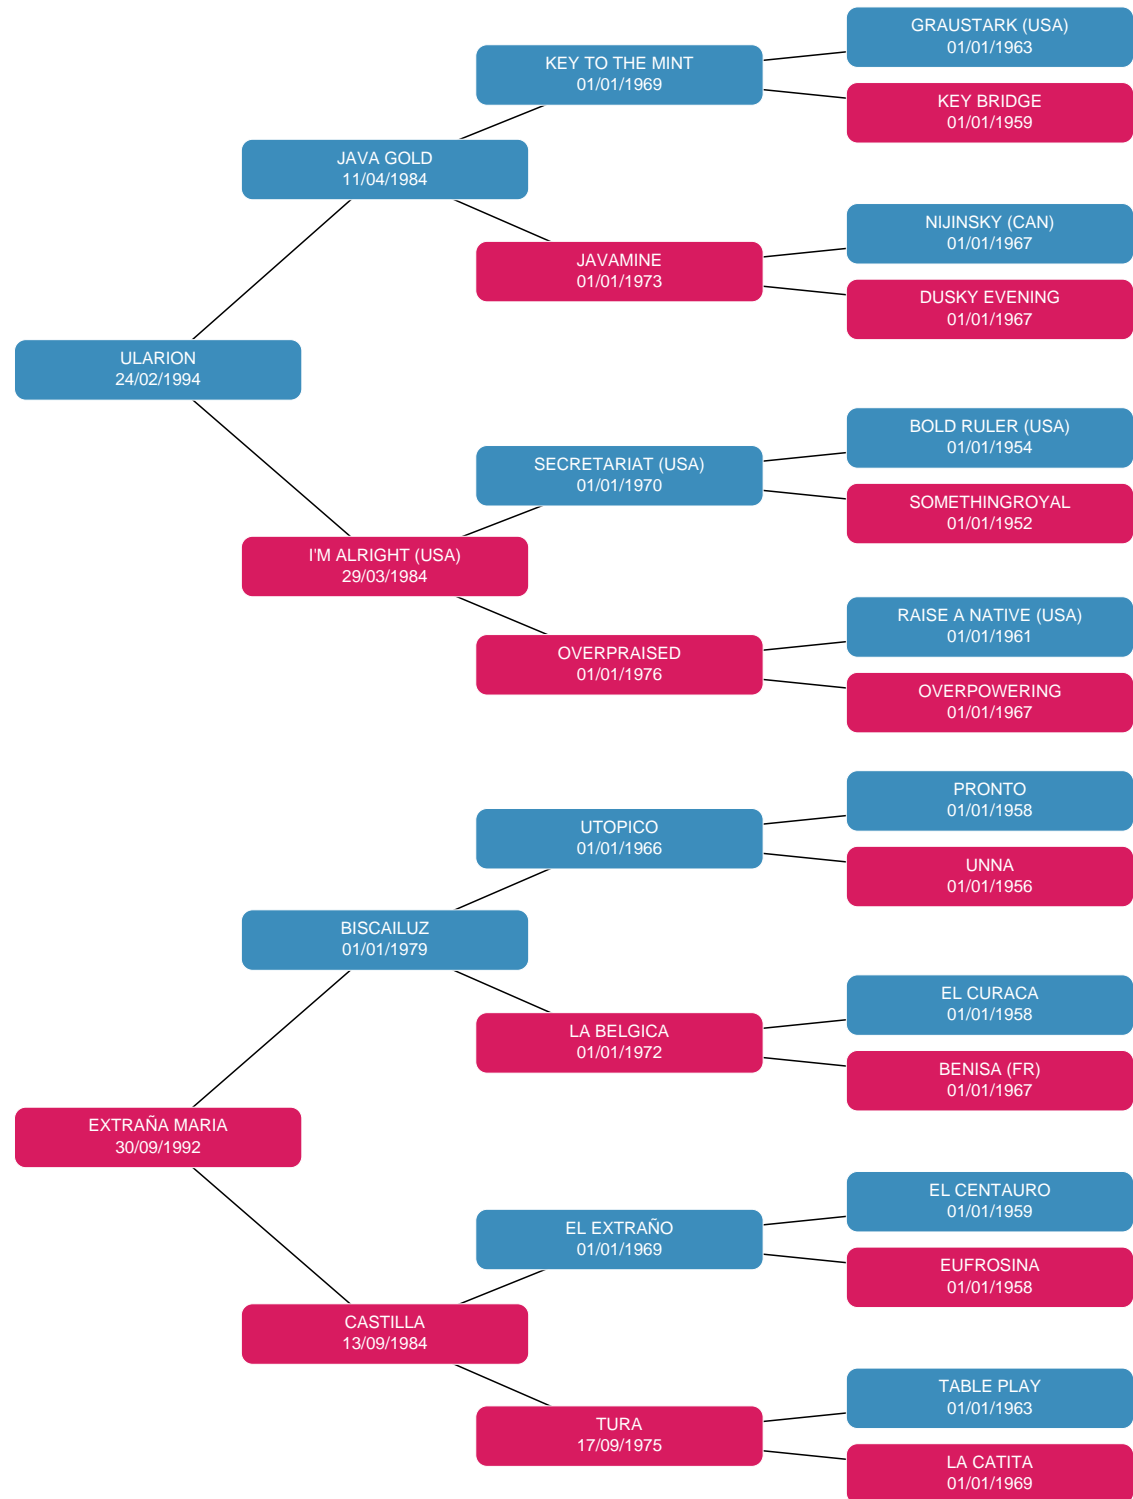 GRAUSTARK (USA)
01/01/1963
KEY TO THE MINT
01/01/1969
KEY BRIDGE
01/01/1959
JAVA GOLD
11/04/1984
NIJINSKY (CAN)
01/01/1967
JAVAMINE
01/01/1973
DUSKY EVENING
01/01/1967
ULARION
24/02/1994
BOLD RULER (USA)
01/01/1954
SECRETARIAT (USA)
01/01/1970
SOMETHINGROYAL
01/01/1952
I'M ALRIGHT (USA)
29/03/1984
RAISE A NATIVE (USA)
01/01/1961
OVERPRAISED
01/01/1976
OVERPOWERING
01/01/1967
PRONTO
01/01/1958
UTOPICO
01/01/1966
UNNA
01/01/1956
BISCAILUZ
01/01/1979
EL CURACA
01/01/1958
LA BELGICA
01/01/1972
BENISA (FR)
01/01/1967
EXTRAÑA MARIA
30/09/1992
EL CENTAURO
01/01/1959
EL EXTRAÑO
01/01/1969
EUFROSINA
01/01/1958
CASTILLA
13/09/1984
TABLE PLAY
01/01/1963
TURA
17/09/1975
LA CATITA
01/01/1969